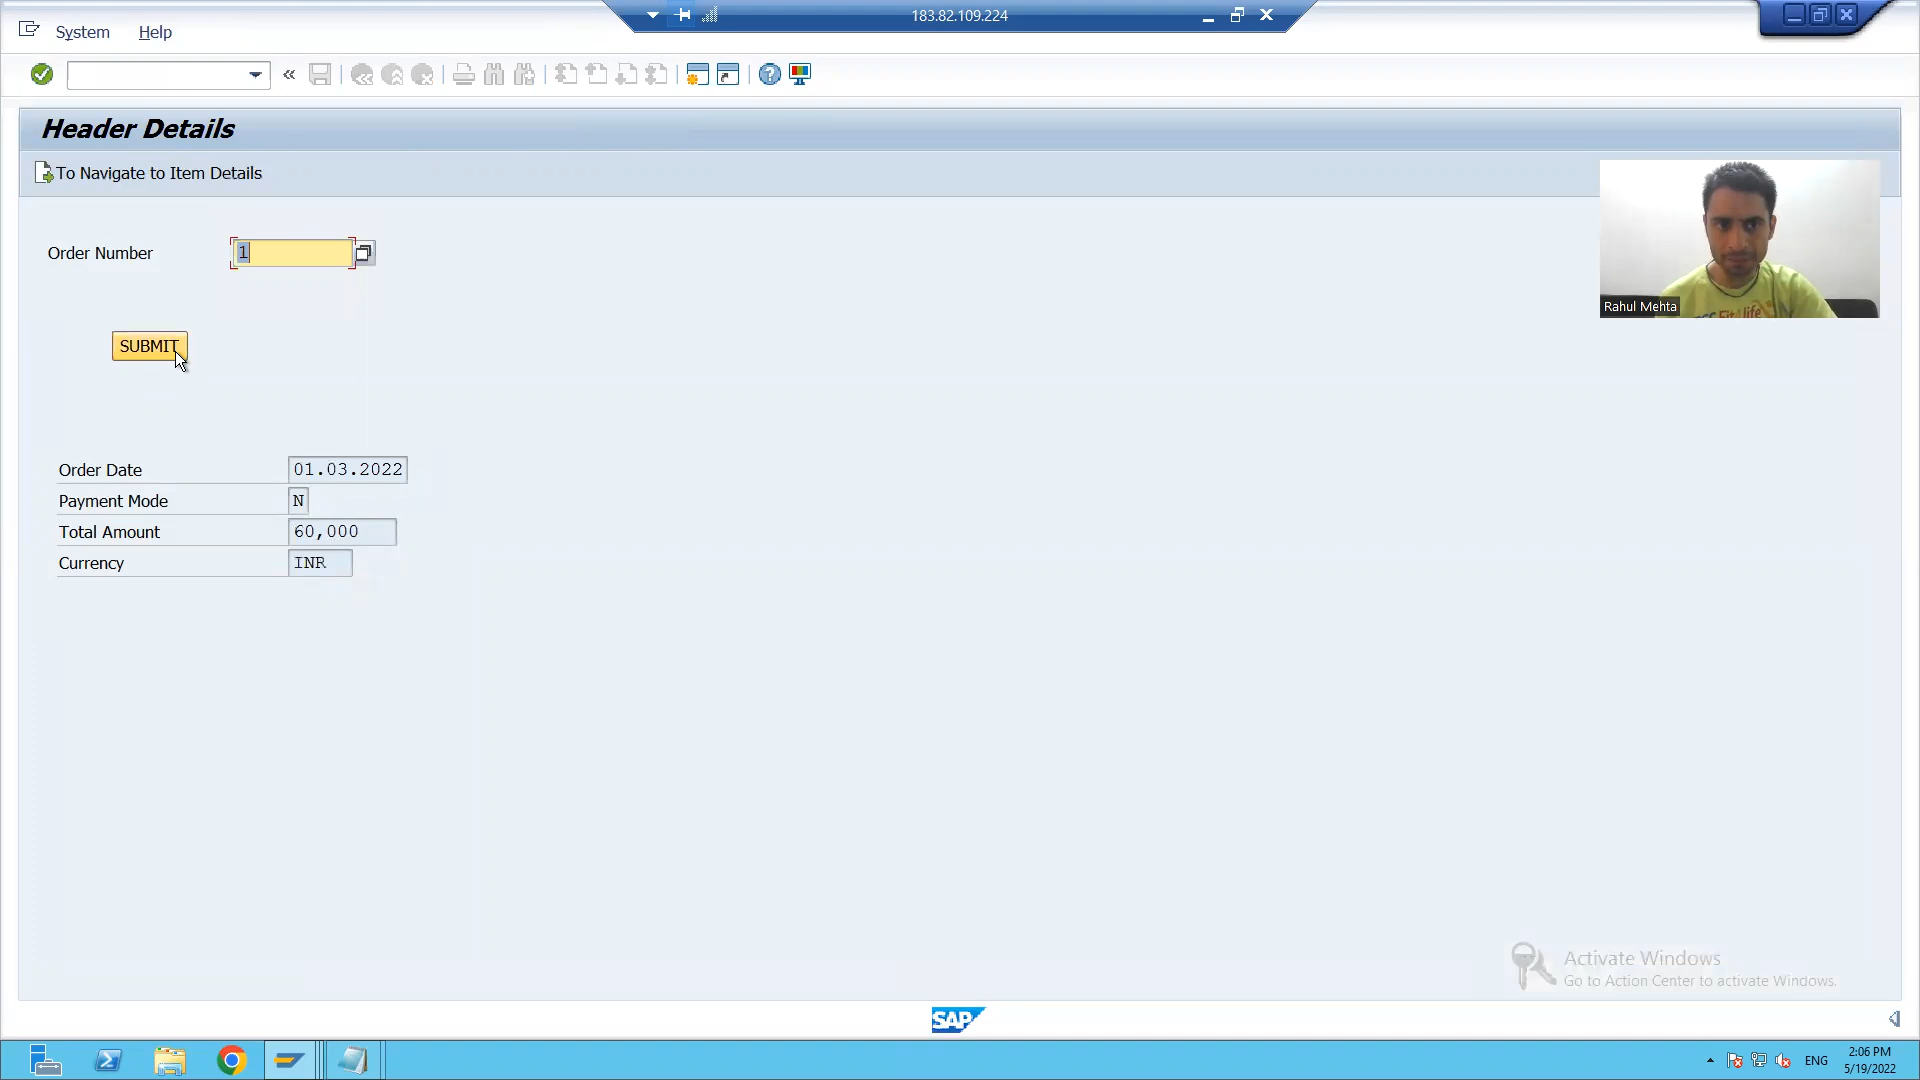 183.82.109.224
System Help
Header Details
To Navigate to Item Details
Order Number 1
SUBMIT
Order Date 01.03.2022
Payment Mode N
Total Amount 60,000
Currency INR
Rahul Mehta
Activate Windows
Go to Action Center to activate Windows.
SAP
ENG
2:06 PM
5/19/2022